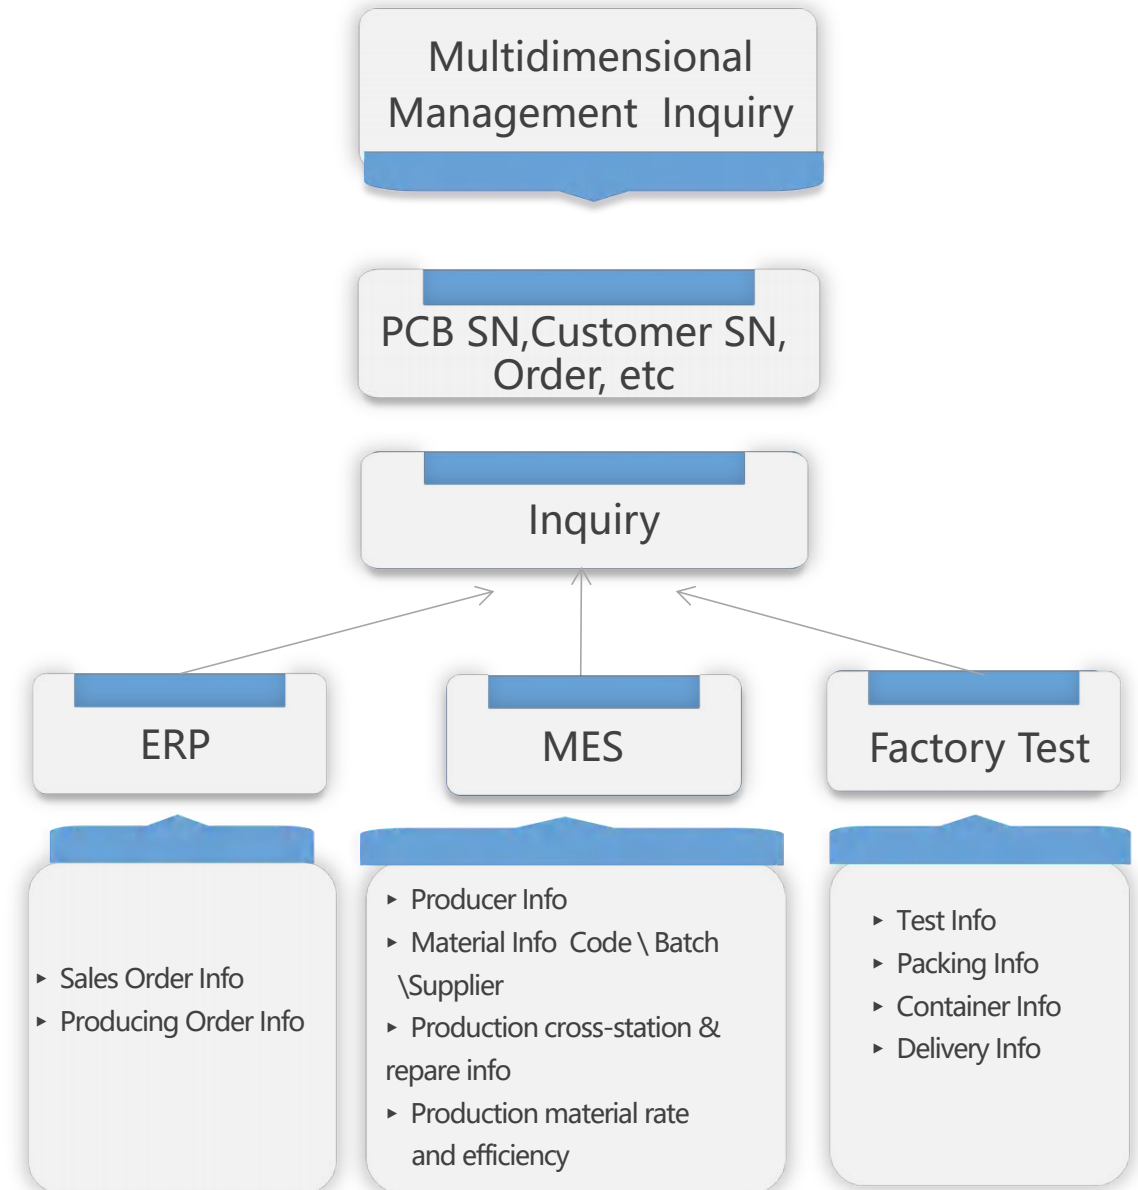 Multidimensional
Management Inquiry
PCB SN,Customer SN,
Order, etc
Inquiry
ERP
MES
Factory Test
▸ Sales Order Info
▸ Producing Order Info
▸ Producer Info
▸ Material Info Code \ Batch
\Supplier
▸ Production cross-station &
repare info
▸ Production material rate
and efficiency
▸ Test Info
▸ Packing Info
▸ Container Info
▸ Delivery Info